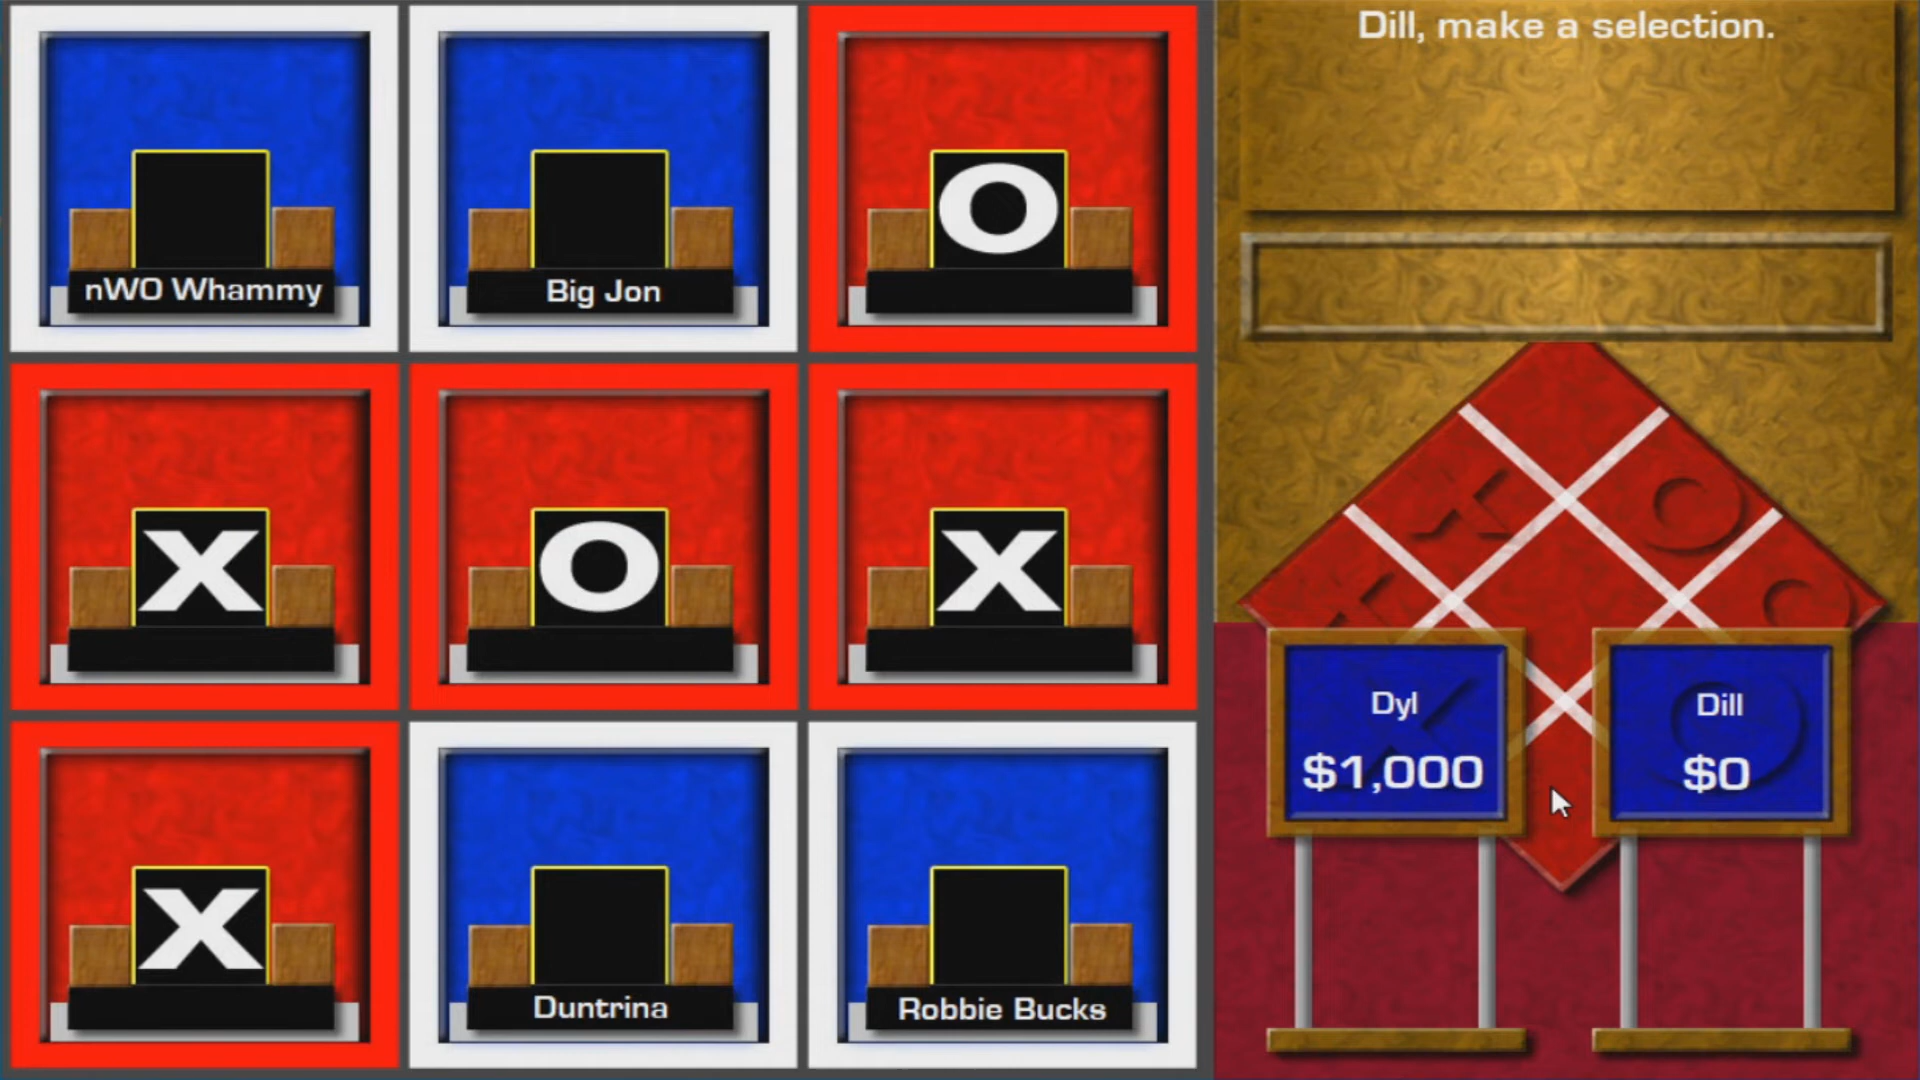 Dill, make a selection.
nWO Whammy
Big Jon
O
X
O
X
X
Duntrina
Robbie Bucks
Dyl
$1,000
Dill
$0